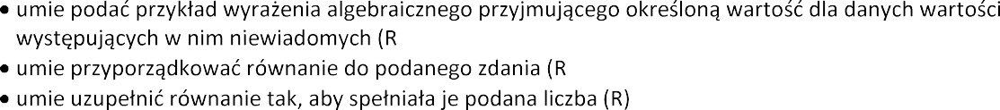 • umie podać przykład wyrażenia algebraicznego przyjmującego określoną wartość dla danych wartości
występujących w nim niewiadomych (R
• umie przyporządkować równanie do podanego zdania (R
• umie uzupełnić równanie tak, aby spełniała je podana liczba (R)